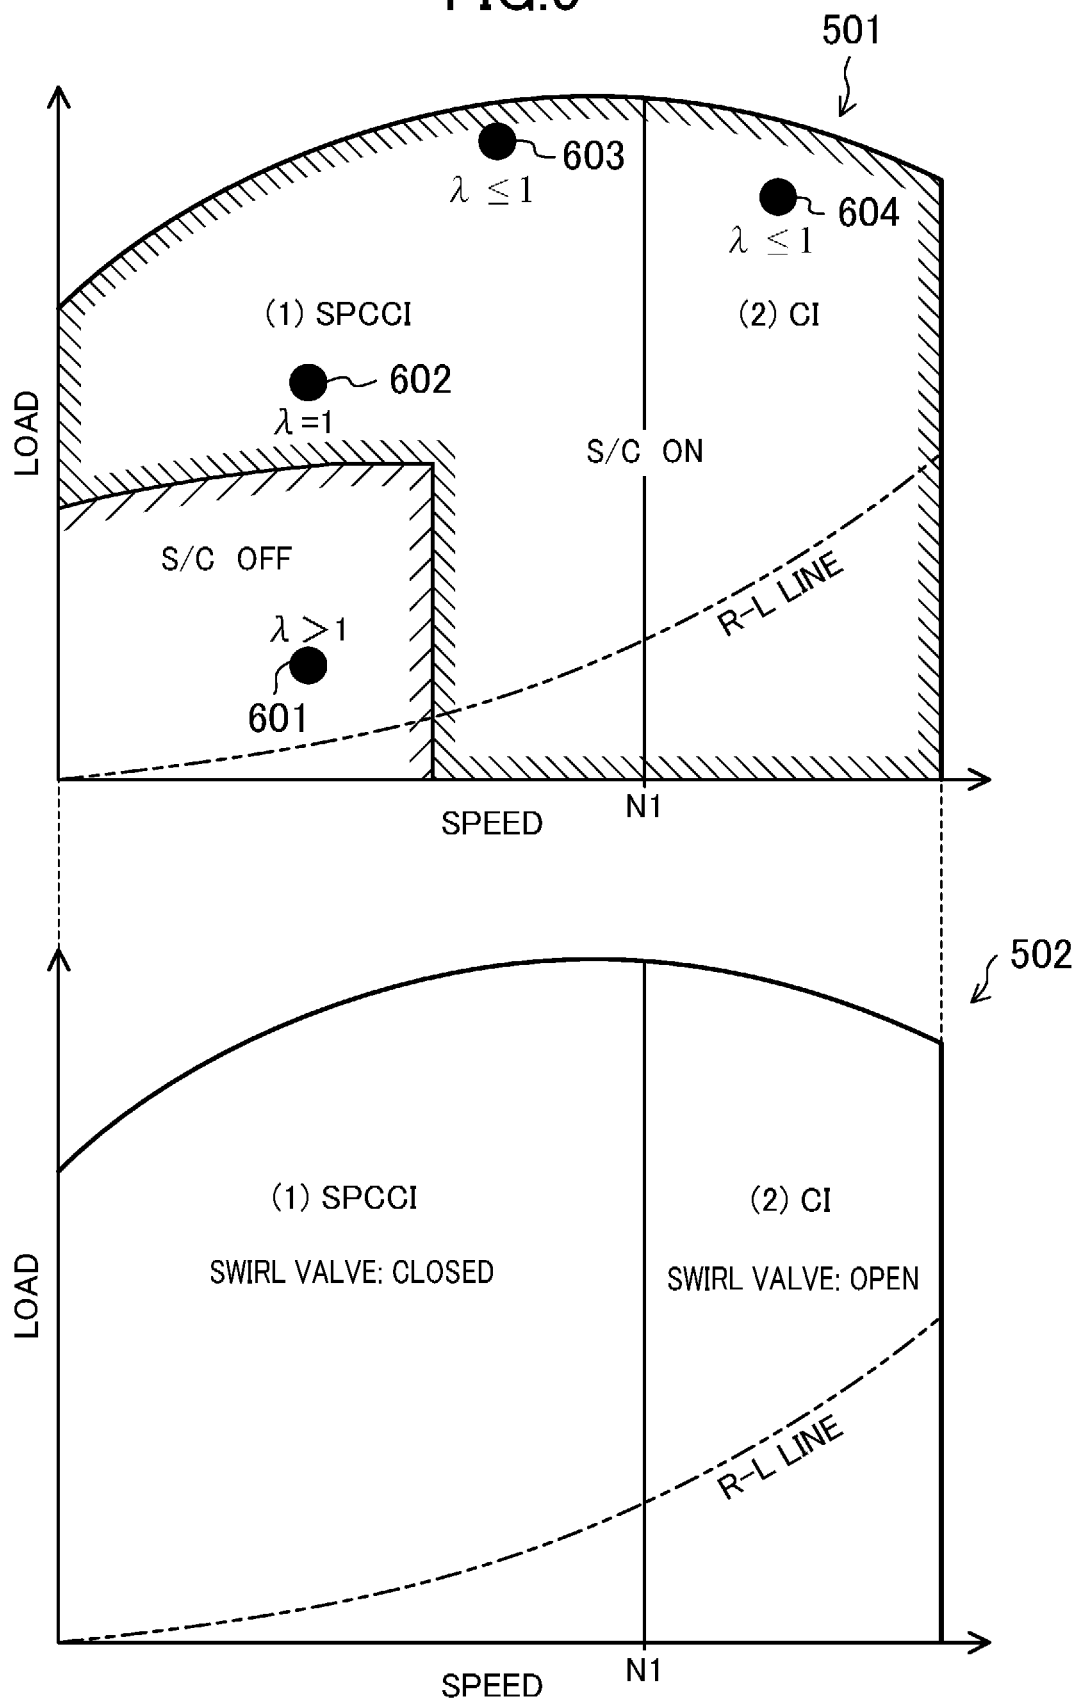 501
603
λ ≤ 1
604
λ ≤ 1
(1) SPCCI
(2) CI
602
λ=1
LOAD
S/C ON
S/C OFF
R-L LINE
λ >1
601
N1
SPEED
502
(1) SPCCI
(2) CI
SWIRL VALVE: CLOSED
SWIRL VALVE: OPEN
LOAD
R-L LINE
N1
SPEED